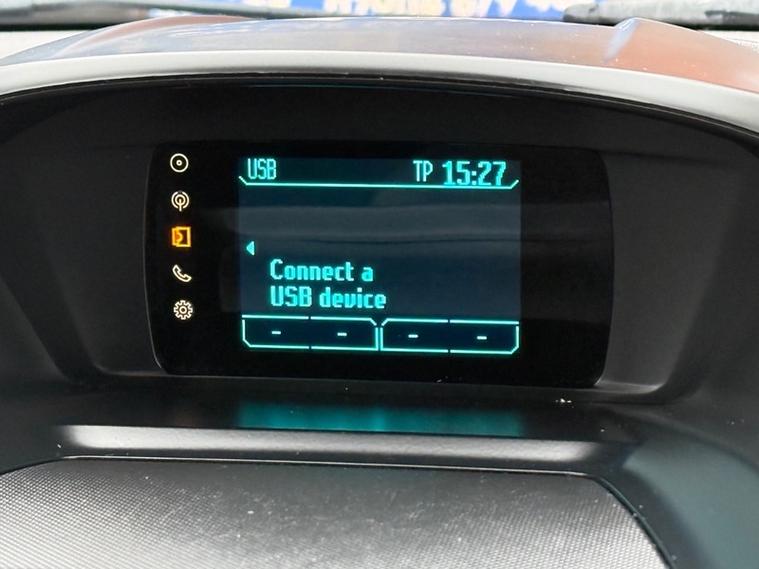 USB TP 15:27
Connect a
USB device
- - - -